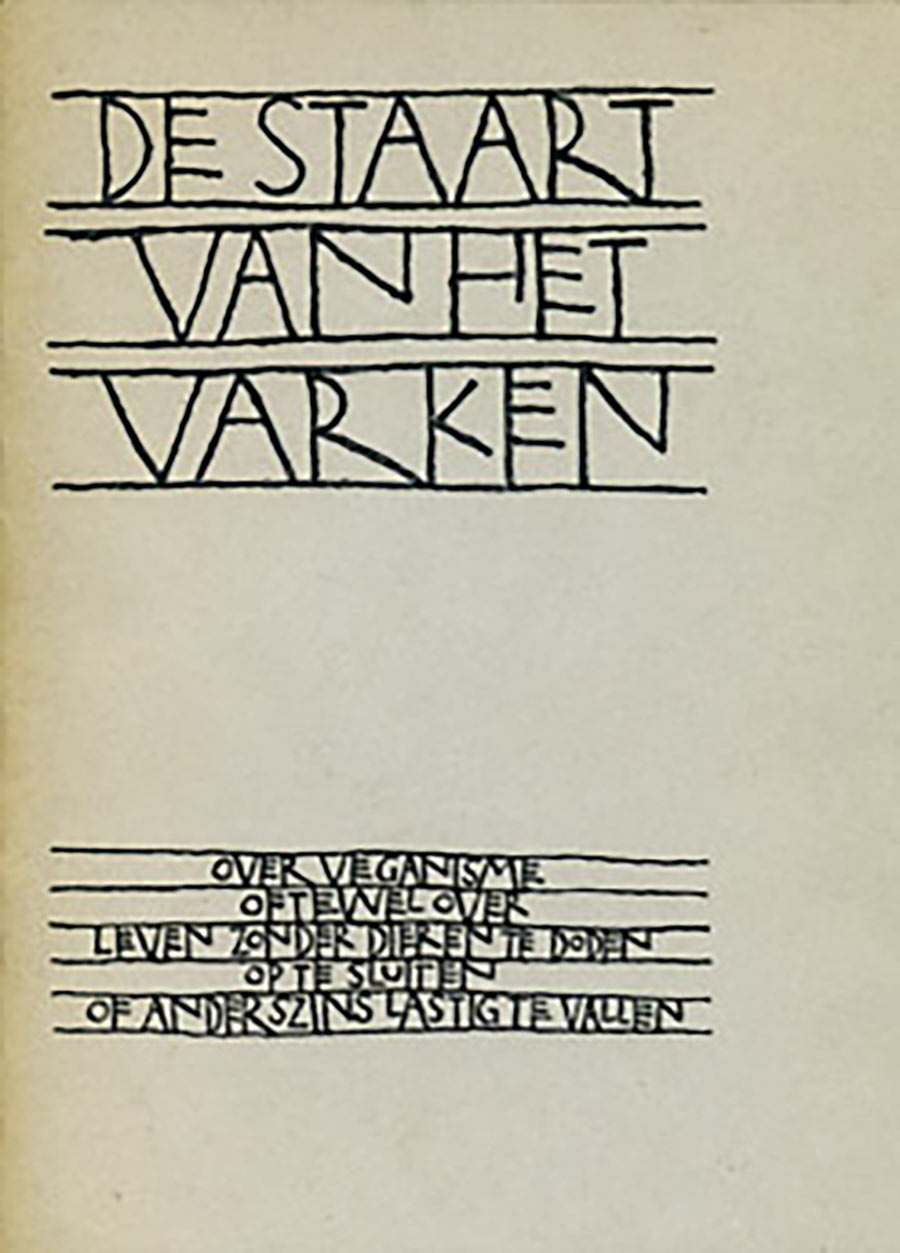 DE STAART
VAN HET
VARKEN
OVER VEGANISME
OFTEWEL OVER
LEVEN ZONDER DIEREN TE DODEN
OP TE SLUITEN
OF ANDERSZINS LASTIG TE VALLEN